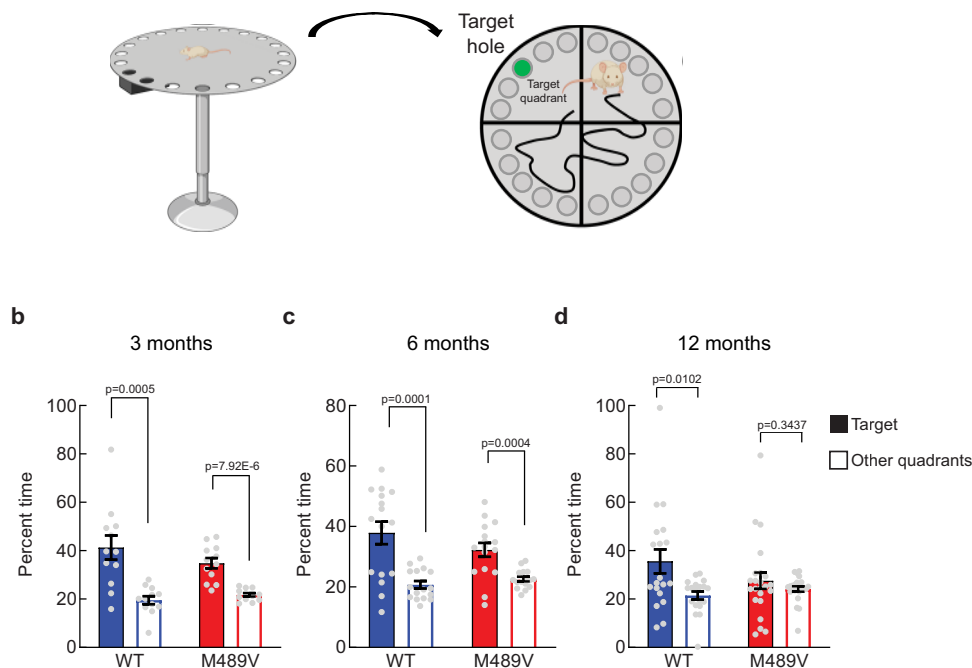 Target
hole
Target
quadrant
b
3 months
c
6 months
d
12 months
p=0.0005
p=7.92E-6
Percent time
100
80
60
40
20
0
WT
M489V
p=0.0001
p=0.0004
Percent time
80
60
40
20
0
WT
M489V
p=0.0102
p=0.3437
Percent time
100
80
60
40
20
0
WT
M489V
Target
Other quadrants